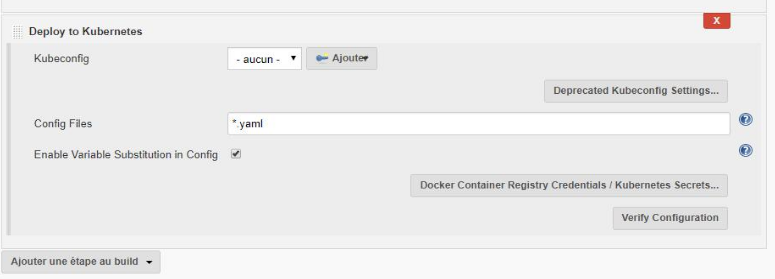 X
Deploy to Kubernetes
Kubeconfig - aucun - Ajouter
Deprecated Kubeconfig Settings...
Config Files *.yaml
Enable Variable Substitution in Config
Docker Container Registry Credentials / Kubernetes Secrets...
Verify Configuration
Ajouter une étape au build